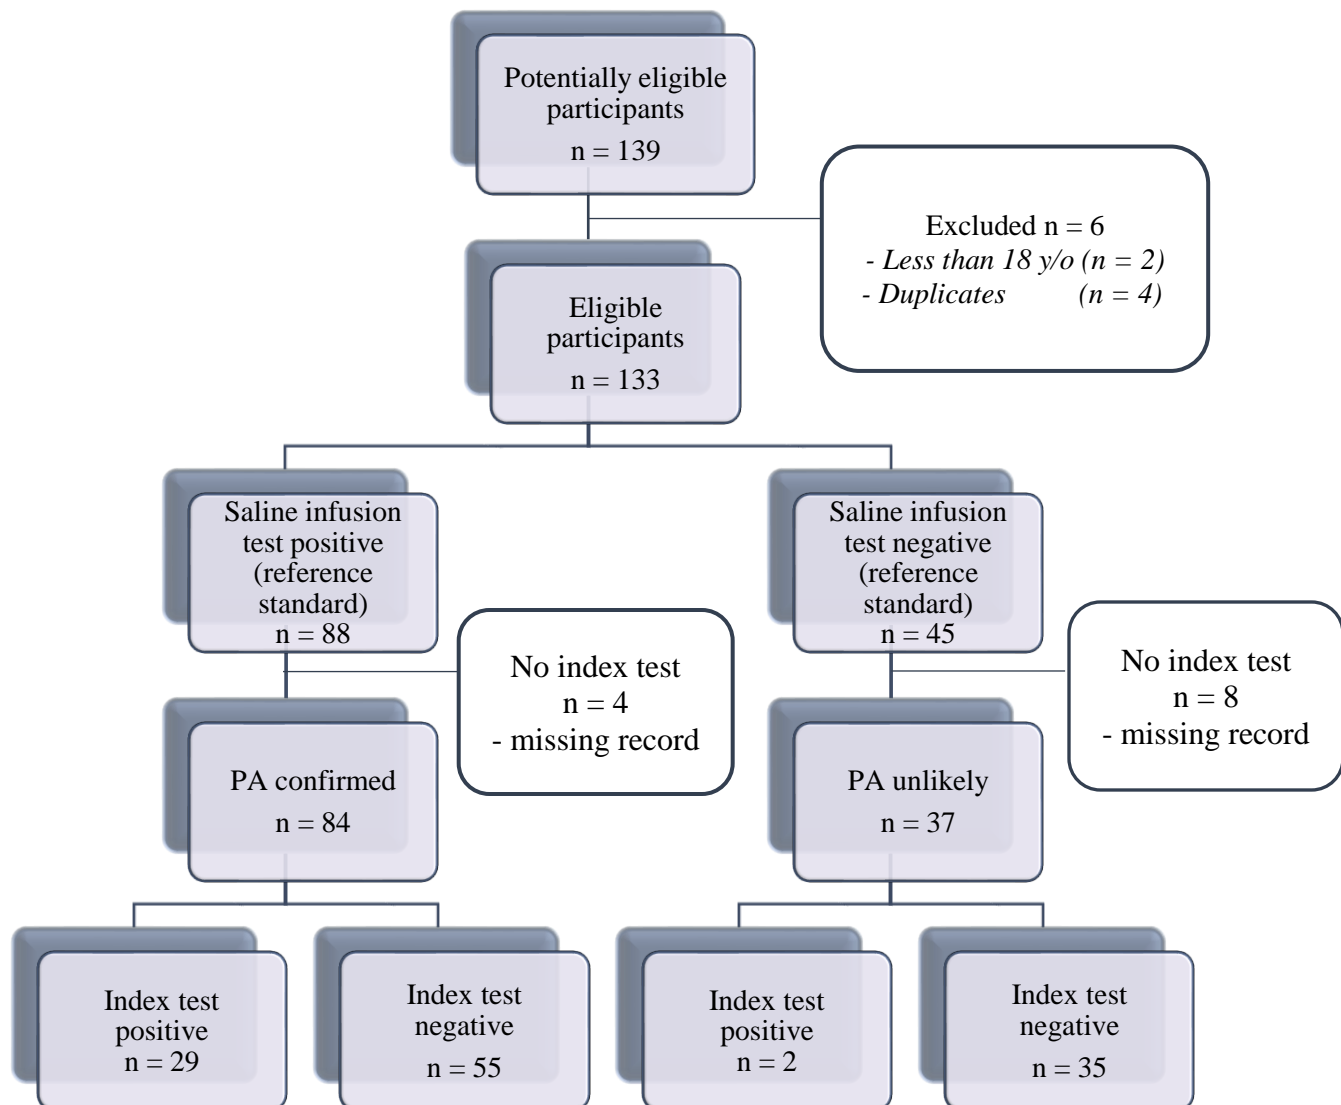 Potentially eligible
participants
n = 139
Excluded n = 6
- Less than 18 y/o (n = 2)
- Duplicates (n = 4)
Eligible
participants
n = 133
Saline infusion
test positive
(reference
standard)
n = 88
Saline infusion
test negative
(reference
standard)
n = 45
No index test
n = 4
- missing record
No index test
n = 8
- missing record
PA confirmed
n = 84
PA unlikely
n = 37
Index test
positive
n = 29
Index test
negative
n = 55
Index test
positive
n = 2
Index test
negative
n = 35